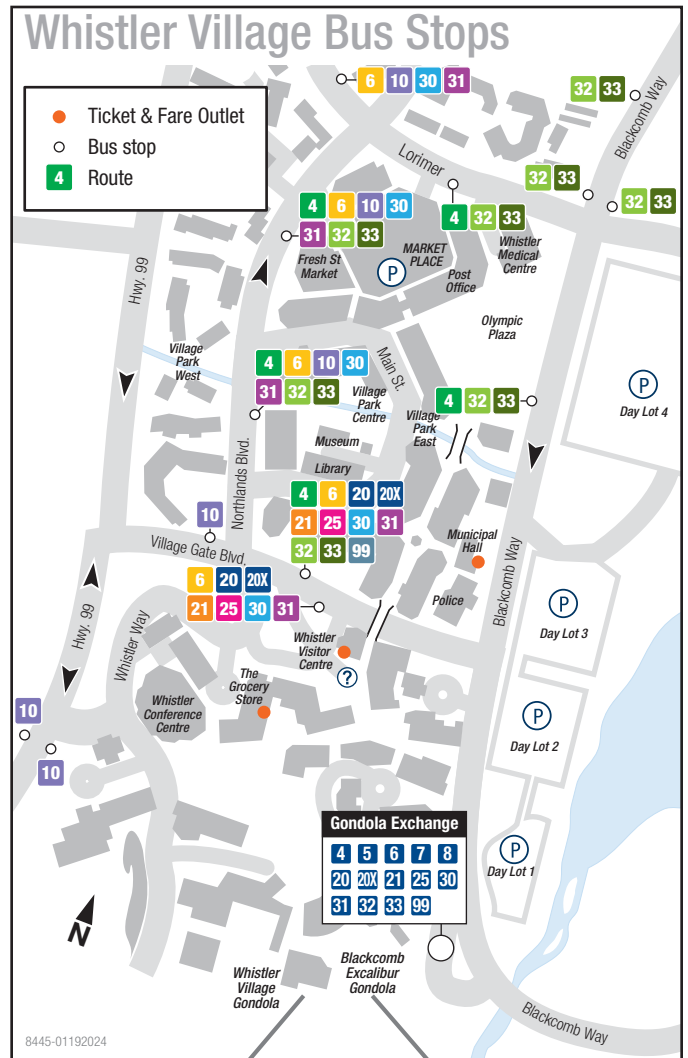 Whistler Village Bus Stops
Ticket & Fare Outlet
Bus stop
4 Route
6 10 30 31
32 33
Blackcomb Way
Lorimer
32 33
32 33
4 6 10 30
31 32 33
Fresh St
Market
P
MARKET
PLACE
4 32 33
Post
Office
Whistler
Medical
Centre
Hwy. 99
Olympic
Plaza
Village
Park
West
4 6 10 30
31 32 33
Main St.
Village
Park
Centre
4 32 33
Village
Park
East
P
Day Lot 4
Northlands Blvd.
Museum
Library
4 6 20 20X
21 25 30 31
32 33 99
10
Village Gate Blvd.
Municipal
Hall
Police
Blackcomb Way
P
Day Lot 3
6 20 20X
21 25 30 31
Hwy. 99
Whistler Way
Whistler
Visitor
Centre
?
The
Grocery
Store
Whistler
Conference
Centre
P
Day Lot 2
10
10
Gondola Exchange
4 5 6 7 8
20 20X 21 25 30
31 32 33 99
P
Day Lot 1
N
Whistler
Village
Gondola
Blackcomb
Excalibur
Gondola
Blackcomb Way
8445-01192024